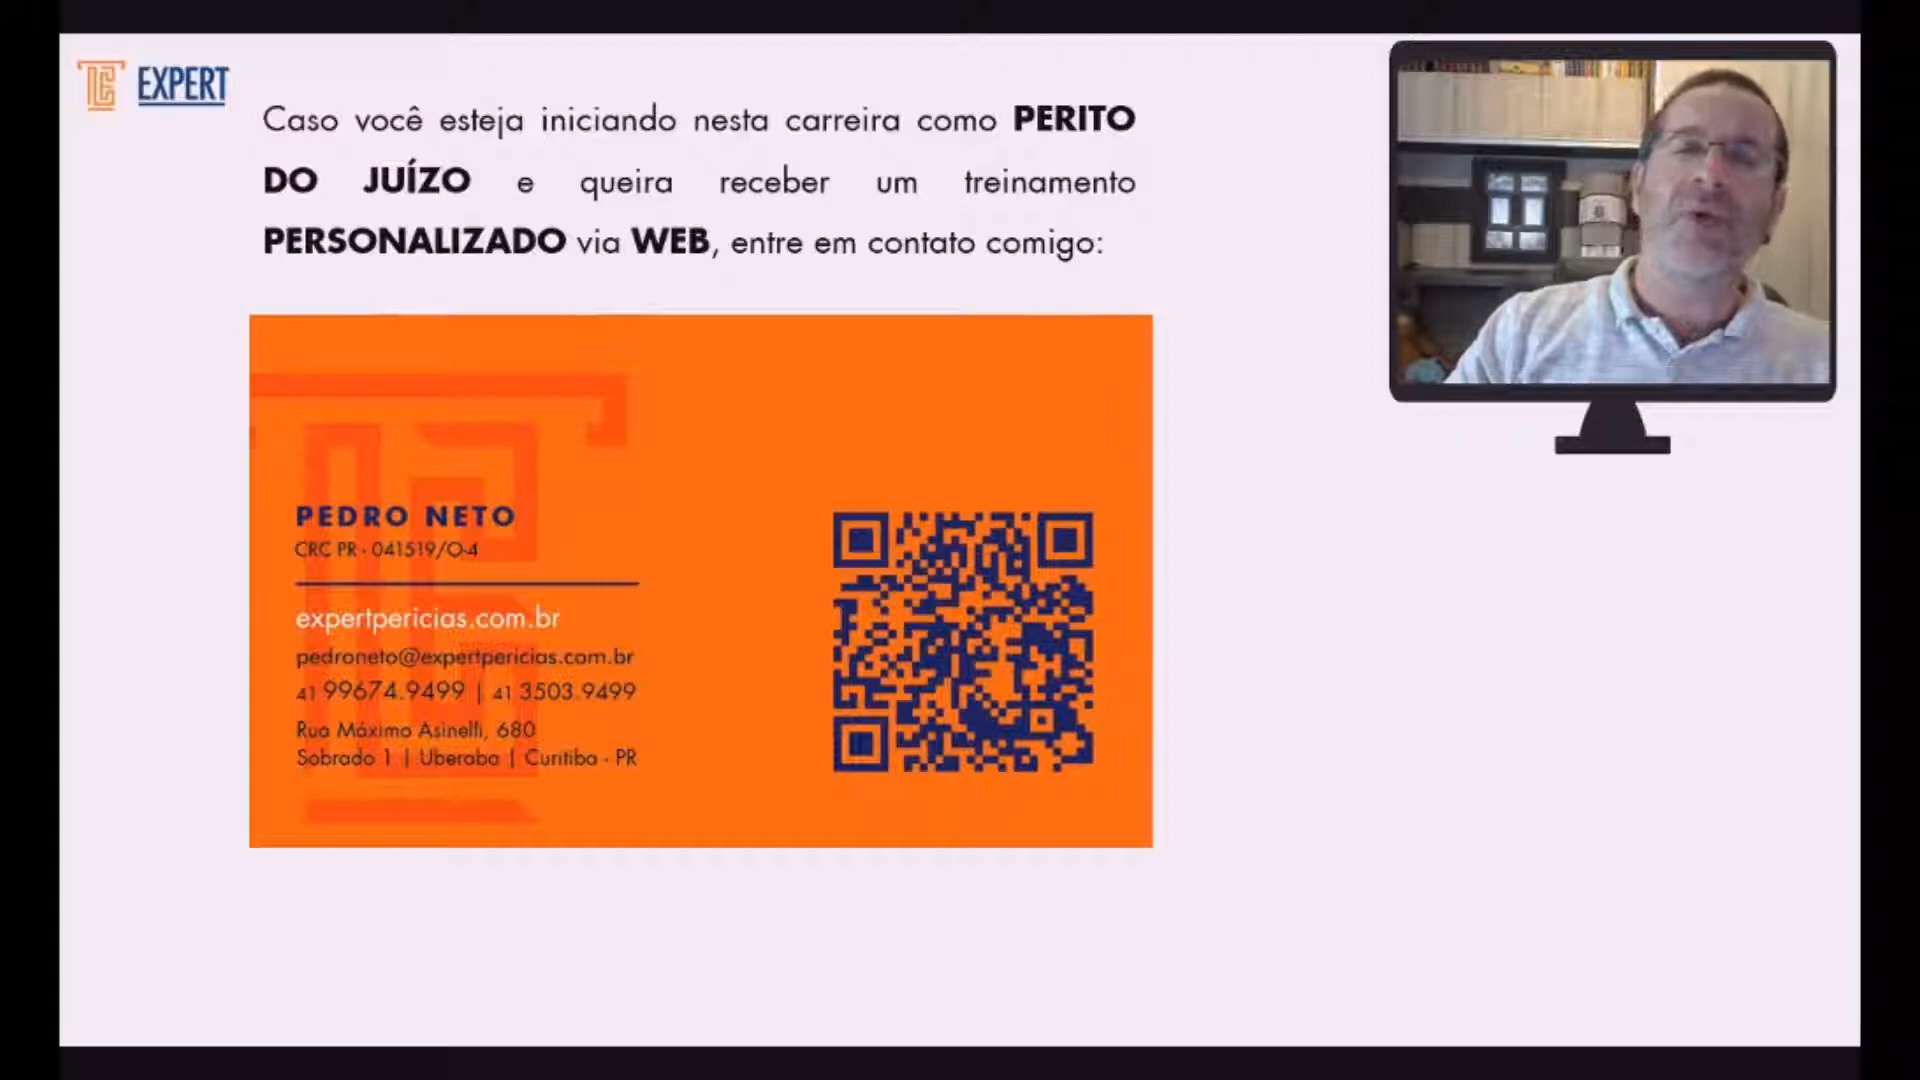 EXPERT
Caso você esteja iniciando nesta carreira como PERITO
DO JUÍZO e queira receber um treinamento
PERSONALIZADO via WEB, entre em contato comigo:
PEDRO NETO
CRC PR - 041519/O-4
expertpericias.com.br
pedroneto@expertpericias.com.br
41 99674.9499 | 41 3503.9499
Rua Máximo Asinelli, 680
Sobrado 1 | Uberaba | Curitiba - PR